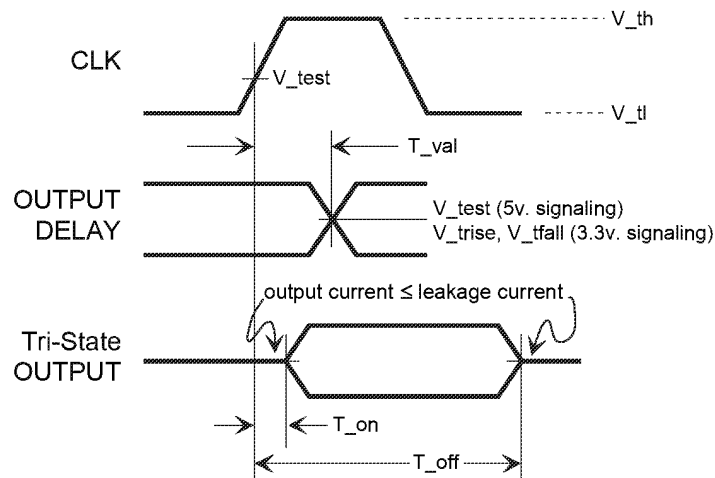 V_th
CLK
V_test
V_tl
T_val
OUTPUT
DELAY
V_test (5v. signaling)
V_trise, V_tfall (3.3v. signaling)
output current ≤ leakage current
Tri-State
OUTPUT
T_on
T_off